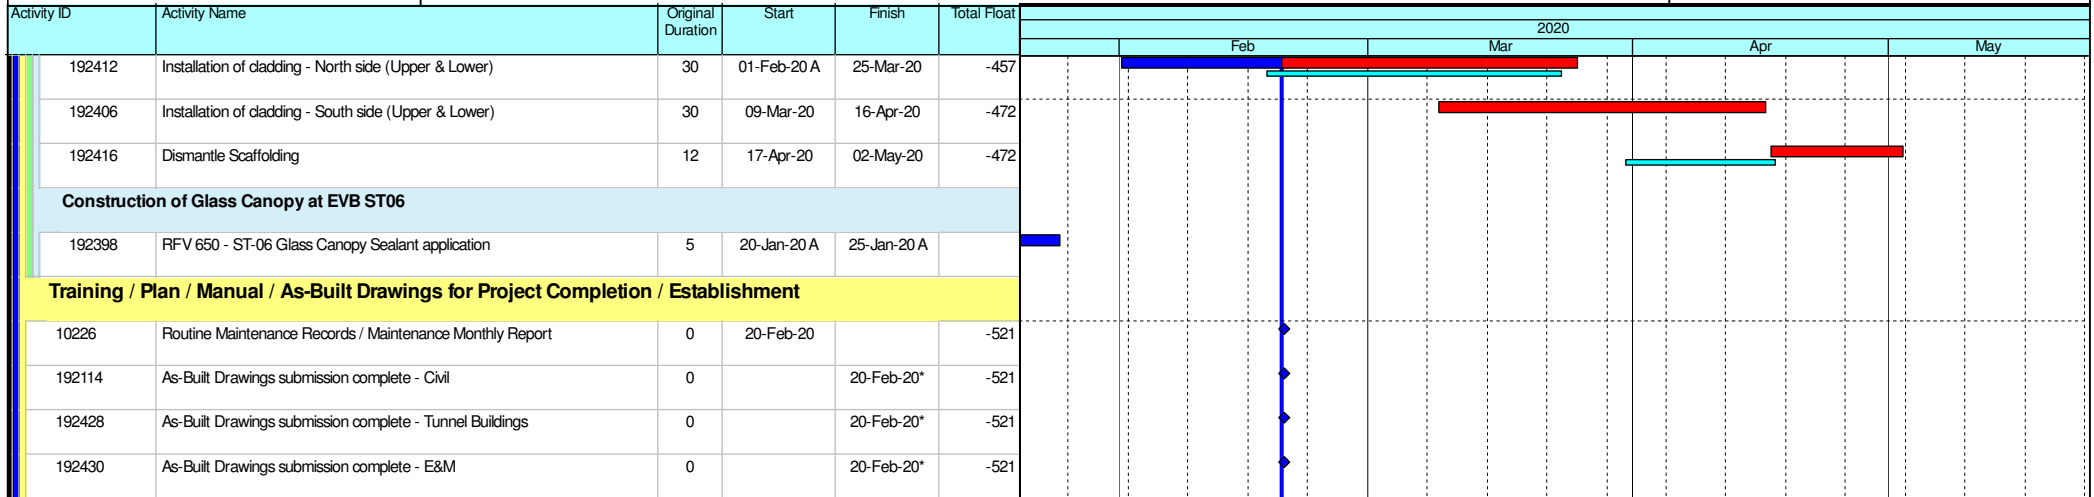 Activity ID Activity Name Original Duration Start Finish Total Float
2020
Feb Mar Apr May
192412 Installation of cladding - North side (Upper & Lower) 30 01-Feb-20 A 25-Mar-20 -457
192406 Installation of cladding - South side (Upper & Lower) 30 09-Mar-20 16-Apr-20 -472
192416 Dismantle Scaffolding 12 17-Apr-20 02-May-20 -472
Construction of Glass Canopy at EVB ST06
192398 RFV 650 - ST-06 Glass Canopy Sealant application 5 20-Jan-20 A 25-Jan-20 A
Training / Plan / Manual / As-Built Drawings for Project Completion / Establishment
10226 Routine Maintenance Records / Maintenance Monthly Report 0 20-Feb-20 -521
192114 As-Built Drawings submission complete - Civil 0 20-Feb-20* -521
192428 As-Built Drawings submission complete - Tunnel Buildings 0 20-Feb-20* -521
192430 As-Built Drawings submission complete - E&M 0 20-Feb-20* -521